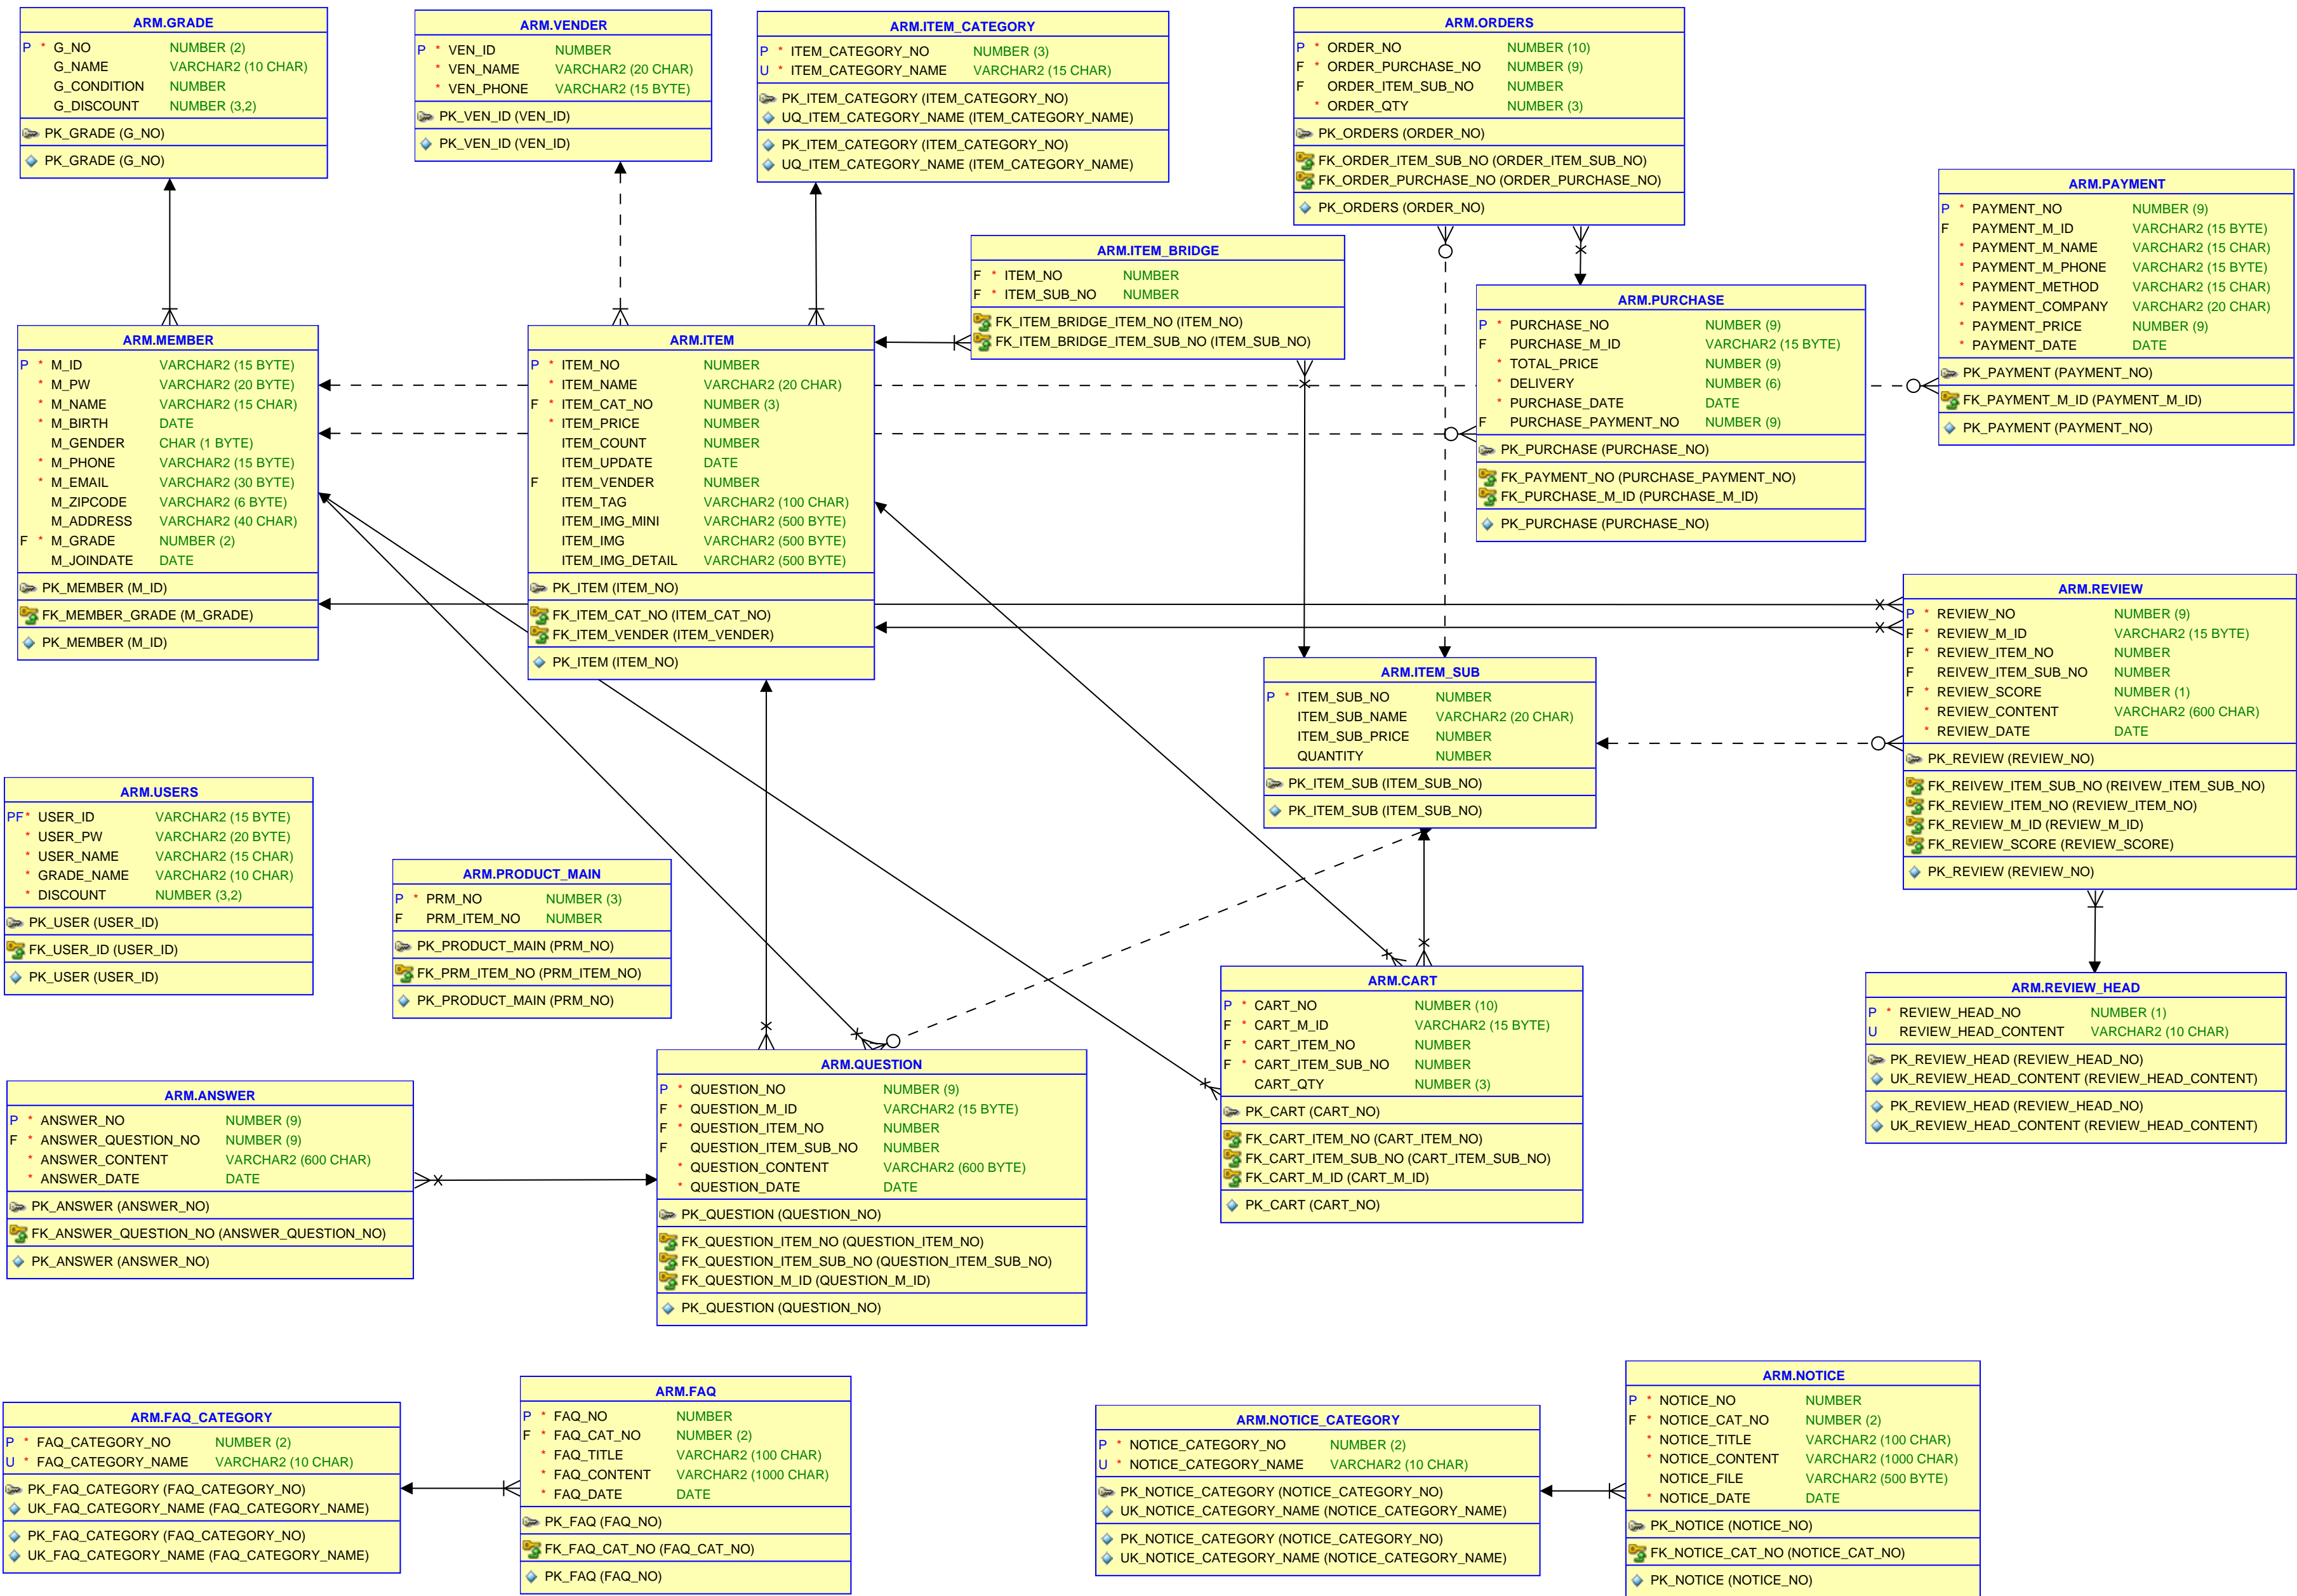 ARM.GRADE
P * G_NO NUMBER (2)
G_NAME VARCHAR2 (10 CHAR)
G_CONDITION NUMBER
G_DISCOUNT NUMBER (3,2)
PK_GRADE (G_NO)
PK_GRADE (G_NO)
ARM.VENDER
P * VEN_ID NUMBER
* VEN_NAME VARCHAR2 (20 CHAR)
* VEN_PHONE VARCHAR2 (15 BYTE)
PK_VEN_ID (VEN_ID)
PK_VEN_ID (VEN_ID)
ARM.ITEM_CATEGORY
P * ITEM_CATEGORY_NO NUMBER (3)
U * ITEM_CATEGORY_NAME VARCHAR2 (15 CHAR)
PK_ITEM_CATEGORY (ITEM_CATEGORY_NO)
UQ_ITEM_CATEGORY_NAME (ITEM_CATEGORY_NAME)
PK_ITEM_CATEGORY (ITEM_CATEGORY_NO)
UQ_ITEM_CATEGORY_NAME (ITEM_CATEGORY_NAME)
ARM.ORDERS
P * ORDER_NO NUMBER (10)
F * ORDER_PURCHASE_NO NUMBER (9)
F ORDER_ITEM_SUB_NO NUMBER
* ORDER_QTY NUMBER (3)
PK_ORDERS (ORDER_NO)
FK_ORDER_ITEM_SUB_NO (ORDER_ITEM_SUB_NO)
FK_ORDER_PURCHASE_NO (ORDER_PURCHASE_NO)
PK_ORDERS (ORDER_NO)
ARM.PAYMENT
P * PAYMENT_NO NUMBER (9)
F PAYMENT_M_ID VARCHAR2 (15 BYTE)
* PAYMENT_M_NAME VARCHAR2 (15 CHAR)
* PAYMENT_M_PHONE VARCHAR2 (15 BYTE)
* PAYMENT_METHOD VARCHAR2 (15 CHAR)
* PAYMENT_COMPANY VARCHAR2 (20 CHAR)
* PAYMENT_PRICE NUMBER (9)
* PAYMENT_DATE DATE
PK_PAYMENT (PAYMENT_NO)
FK_PAYMENT_M_ID (PAYMENT_M_ID)
PK_PAYMENT (PAYMENT_NO)
ARM.ITEM_BRIDGE
F * ITEM_NO NUMBER
F * ITEM_SUB_NO NUMBER
FK_ITEM_BRIDGE_ITEM_NO (ITEM_NO)
FK_ITEM_BRIDGE_ITEM_SUB_NO (ITEM_SUB_NO)
ARM.PURCHASE
P * PURCHASE_NO NUMBER (9)
F PURCHASE_M_ID VARCHAR2 (15 BYTE)
* TOTAL_PRICE NUMBER (9)
* DELIVERY NUMBER (6)
* PURCHASE_DATE DATE
F PURCHASE_PAYMENT_NO NUMBER (9)
PK_PURCHASE (PURCHASE_NO)
FK_PAYMENT_NO (PURCHASE_PAYMENT_NO)
FK_PURCHASE_M_ID (PURCHASE_M_ID)
PK_PURCHASE (PURCHASE_NO)
ARM.MEMBER
P * M_ID VARCHAR2 (15 BYTE)
* M_PW VARCHAR2 (20 BYTE)
* M_NAME VARCHAR2 (15 CHAR)
* M_BIRTH DATE
M_GENDER CHAR (1 BYTE)
* M_PHONE VARCHAR2 (15 BYTE)
* M_EMAIL VARCHAR2 (30 BYTE)
M_ZIPCODE VARCHAR2 (6 BYTE)
M_ADDRESS VARCHAR2 (40 CHAR)
F * M_GRADE NUMBER (2)
M_JOINDATE DATE
PK_MEMBER (M_ID)
FK_MEMBER_GRADE (M_GRADE)
PK_MEMBER (M_ID)
ARM.ITEM
P * ITEM_NO NUMBER
* ITEM_NAME VARCHAR2 (20 CHAR)
F * ITEM_CAT_NO NUMBER (3)
* ITEM_PRICE NUMBER
ITEM_COUNT NUMBER
ITEM_UPDATE DATE
F ITEM_VENDER NUMBER
ITEM_TAG VARCHAR2 (100 CHAR)
ITEM_IMG_MINI VARCHAR2 (500 BYTE)
ITEM_IMG VARCHAR2 (500 BYTE)
ITEM_IMG_DETAIL VARCHAR2 (500 BYTE)
PK_ITEM (ITEM_NO)
FK_ITEM_CAT_NO (ITEM_CAT_NO)
FK_ITEM_VENDER (ITEM_VENDER)
PK_ITEM (ITEM_NO)
ARM.REVIEW
P * REVIEW_NO NUMBER (9)
F * REVIEW_M_ID VARCHAR2 (15 BYTE)
F * REVIEW_ITEM_NO NUMBER
F REIVEW_ITEM_SUB_NO NUMBER
F * REVIEW_SCORE NUMBER (1)
* REVIEW_CONTENT VARCHAR2 (600 CHAR)
* REVIEW_DATE DATE
PK_REVIEW (REVIEW_NO)
FK_REIVEW_ITEM_SUB_NO (REIVEW_ITEM_SUB_NO)
FK_REVIEW_ITEM_NO (REVIEW_ITEM_NO)
FK_REVIEW_M_ID (REVIEW_M_ID)
FK_REVIEW_SCORE (REVIEW_SCORE)
PK_REVIEW (REVIEW_NO)
ARM.ITEM_SUB
P * ITEM_SUB_NO NUMBER
ITEM_SUB_NAME VARCHAR2 (20 CHAR)
ITEM_SUB_PRICE NUMBER
QUANTITY NUMBER
PK_ITEM_SUB (ITEM_SUB_NO)
PK_ITEM_SUB (ITEM_SUB_NO)
ARM.USERS
PF * USER_ID VARCHAR2 (15 BYTE)
* USER_PW VARCHAR2 (20 BYTE)
* USER_NAME VARCHAR2 (15 CHAR)
* GRADE_NAME VARCHAR2 (10 CHAR)
* DISCOUNT NUMBER (3,2)
PK_USER (USER_ID)
FK_USER_ID (USER_ID)
PK_USER (USER_ID)
ARM.PRODUCT_MAIN
P * PRM_NO NUMBER (3)
F PRM_ITEM_NO NUMBER
PK_PRODUCT_MAIN (PRM_NO)
FK_PRM_ITEM_NO (PRM_ITEM_NO)
PK_PRODUCT_MAIN (PRM_NO)
ARM.CART
P * CART_NO NUMBER (10)
F * CART_M_ID VARCHAR2 (15 BYTE)
F * CART_ITEM_NO NUMBER
F * CART_ITEM_SUB_NO NUMBER
CART_QTY NUMBER (3)
PK_CART (CART_NO)
FK_CART_ITEM_NO (CART_ITEM_NO)
FK_CART_ITEM_SUB_NO (CART_ITEM_SUB_NO)
FK_CART_M_ID (CART_M_ID)
PK_CART (CART_NO)
ARM.REVIEW_HEAD
P * REVIEW_HEAD_NO NUMBER (1)
U REVIEW_HEAD_CONTENT VARCHAR2 (10 CHAR)
PK_REVIEW_HEAD (REVIEW_HEAD_NO)
UK_REVIEW_HEAD_CONTENT (REVIEW_HEAD_CONTENT)
PK_REVIEW_HEAD (REVIEW_HEAD_NO)
UK_REVIEW_HEAD_CONTENT (REVIEW_HEAD_CONTENT)
ARM.ANSWER
P * ANSWER_NO NUMBER (9)
F * ANSWER_QUESTION_NO NUMBER (9)
* ANSWER_CONTENT VARCHAR2 (600 CHAR)
* ANSWER_DATE DATE
PK_ANSWER (ANSWER_NO)
FK_ANSWER_QUESTION_NO (ANSWER_QUESTION_NO)
PK_ANSWER (ANSWER_NO)
ARM.QUESTION
P * QUESTION_NO NUMBER (9)
F * QUESTION_M_ID VARCHAR2 (15 BYTE)
F * QUESTION_ITEM_NO NUMBER
F QUESTION_ITEM_SUB_NO NUMBER
* QUESTION_CONTENT VARCHAR2 (600 BYTE)
* QUESTION_DATE DATE
PK_QUESTION (QUESTION_NO)
FK_QUESTION_ITEM_NO (QUESTION_ITEM_NO)
FK_QUESTION_ITEM_SUB_NO (QUESTION_ITEM_SUB_NO)
FK_QUESTION_M_ID (QUESTION_M_ID)
PK_QUESTION (QUESTION_NO)
ARM.FAQ_CATEGORY
P * FAQ_CATEGORY_NO NUMBER (2)
U * FAQ_CATEGORY_NAME VARCHAR2 (10 CHAR)
PK_FAQ_CATEGORY (FAQ_CATEGORY_NO)
UK_FAQ_CATEGORY_NAME (FAQ_CATEGORY_NAME)
PK_FAQ_CATEGORY (FAQ_CATEGORY_NO)
UK_FAQ_CATEGORY_NAME (FAQ_CATEGORY_NAME)
ARM.FAQ
P * FAQ_NO NUMBER
F * FAQ_CAT_NO NUMBER (2)
* FAQ_TITLE VARCHAR2 (100 CHAR)
* FAQ_CONTENT VARCHAR2 (1000 CHAR)
* FAQ_DATE DATE
PK_FAQ (FAQ_NO)
FK_FAQ_CAT_NO (FAQ_CAT_NO)
PK_FAQ (FAQ_NO)
ARM.NOTICE_CATEGORY
P * NOTICE_CATEGORY_NO NUMBER (2)
U * NOTICE_CATEGORY_NAME VARCHAR2 (10 CHAR)
PK_NOTICE_CATEGORY (NOTICE_CATEGORY_NO)
UK_NOTICE_CATEGORY_NAME (NOTICE_CATEGORY_NAME)
PK_NOTICE_CATEGORY (NOTICE_CATEGORY_NO)
UK_NOTICE_CATEGORY_NAME (NOTICE_CATEGORY_NAME)
ARM.NOTICE
P * NOTICE_NO NUMBER
F * NOTICE_CAT_NO NUMBER (2)
* NOTICE_TITLE VARCHAR2 (100 CHAR)
* NOTICE_CONTENT VARCHAR2 (1000 CHAR)
NOTICE_FILE VARCHAR2 (500 BYTE)
* NOTICE_DATE DATE
PK_NOTICE (NOTICE_NO)
FK_NOTICE_CAT_NO (NOTICE_CAT_NO)
PK_NOTICE (NOTICE_NO)